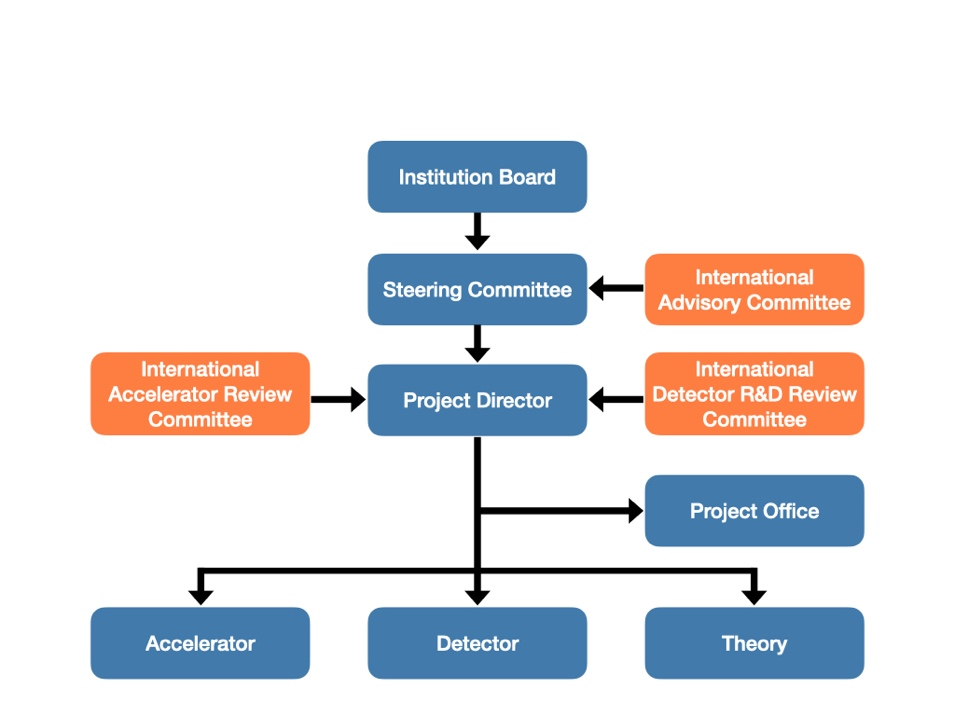 Institution Board
Steering Committee
International
Advisory Committee
International
Accelerator Review
Committee
Project Director
International
Detector R&D Review
Committee
Project Office
Accelerator
Detector
Theory